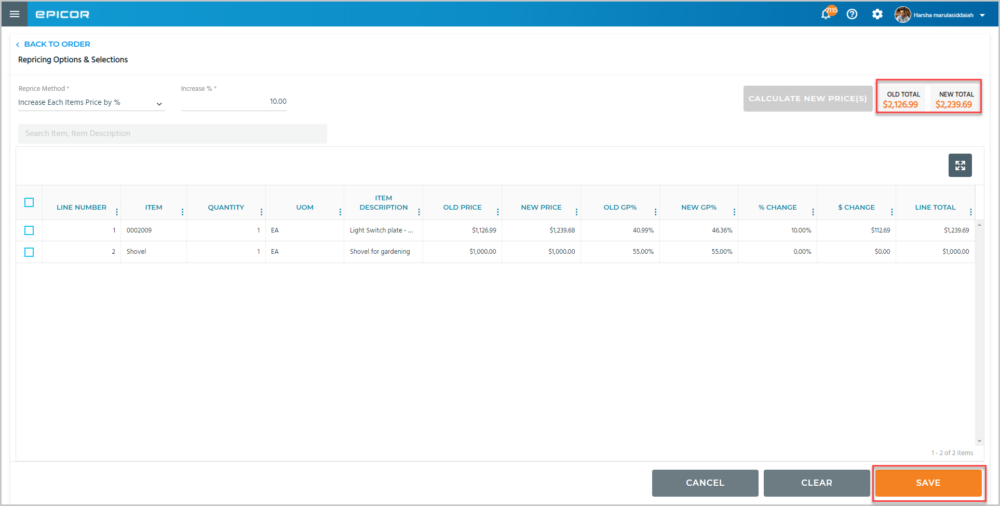 EPICOR
2115
Harsha marulasiddaiah
BACK TO ORDER
Repricing Options & Selections
Reprice Method *
Increase Each Items Price by %
Increase % *
10.00
CALCULATE NEW PRICE(S)
OLD TOTAL
$2,126.99
NEW TOTAL
$2,239.69
Search Item, Item Description
LINE NUMBER ITEM QUANTITY UOM ITEM DESCRIPTION OLD PRICE NEW PRICE OLD GP% NEW GP% % CHANGE $ CHANGE LINE TOTAL
1 0002009 1 EA Light Switch plate - ... $1,126.99 $1,239.68 40.99% 46.36% 10.00% $112.69 $1,239.69
2 Shovel 1 EA Shovel for gardening $1,000.00 $1,000.00 55.00% 55.00% 0.00% $0.00 $1,000.00
1 - 2 of 2 items
CANCEL CLEAR SAVE